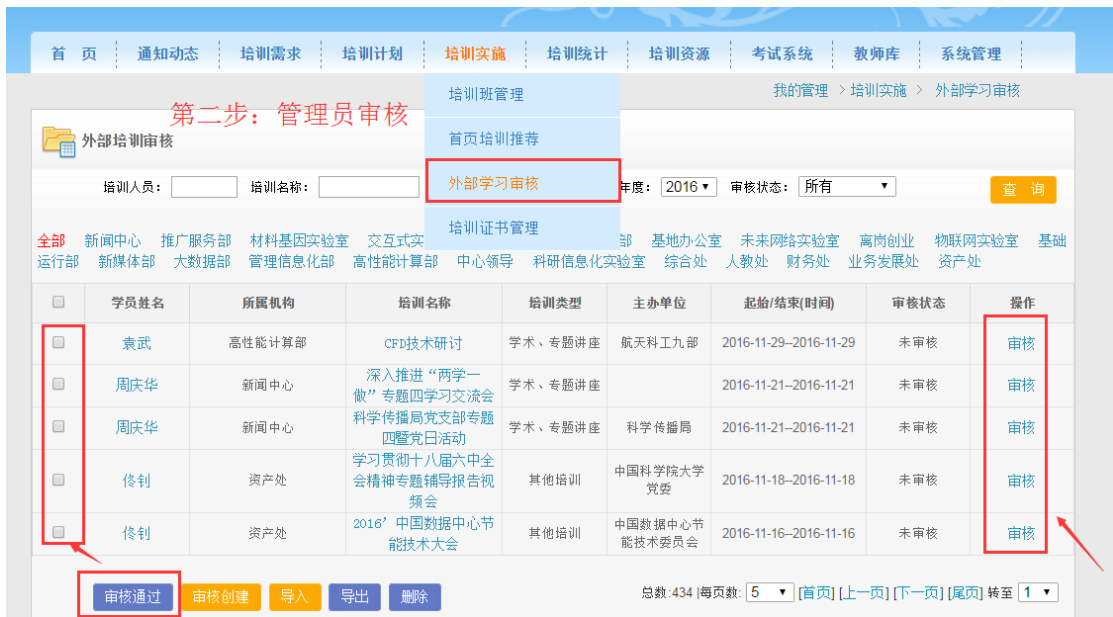 首 页 通知动态 培训需求 培训计划 培训实施 培训统计 培训资源 考试系统 教师库 系统管理
我的管理 > 培训实施 > 外部学习审核
培训班管理
首页培训推荐
外部学习审核
培训证书管理
第二步：管理员审核
外部培训审核
培训人员： 培训名称： 年度： 2016 审核状态： 所有 查 询
全部 新闻中心 推广服务部 材料基因实验室 交互式实 部 基地办公室 未来网络实验室 离岗创业 物联网实验室 基础
运行部 新媒体部 大数据部 管理信息化部 高性能计算部 中心领导 科研信息化实验室 综合处 人教处 财务处 业务发展处 资产处
学员姓名 所属机构 培训名称 培训类型 主办单位 起始/结束(时间) 审核状态 操作
袁武 高性能计算部 CFD技术研讨 学术、专题讲座 航天科工九部 2016-11-29--2016-11-29 未审核 审核
周庆华 新闻中心 深入推进“两学一
做”专题四学习交流会 学术、专题讲座 2016-11-21--2016-11-21 未审核 审核
周庆华 新闻中心 科学传播局党支部专题
四暨党日活动 学术、专题讲座 科学传播局 2016-11-21--2016-11-21 未审核 审核
佟钊 资产处 学习贯彻十八届六中全
会精神专题辅导报告视
频会 其他培训 中国科学院大学
党委 2016-11-18--2016-11-18 未审核 审核
佟钊 资产处 2016’中国数据中心节
能技术大会 其他培训 中国数据中心节
能技术委员会 2016-11-16--2016-11-16 未审核 审核
审核通过 审核创建 导入 导出 删除 总数:434 |每页数: 5 [首页] [上一页] [下一页] [尾页] 转至 1